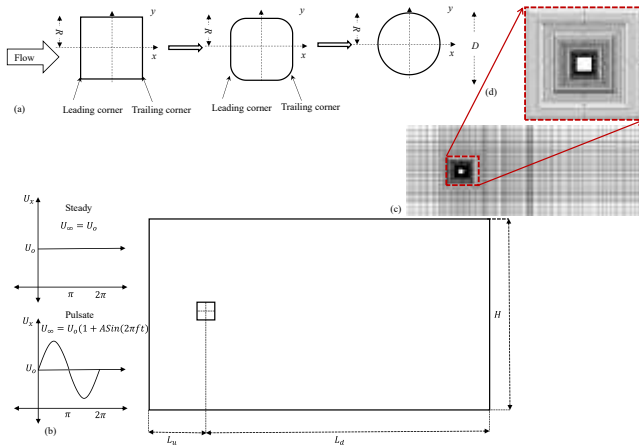 (a)
y
R
x
Flow
Leading corner
Trailing corner
y
R
x
Leading corner
Trailing corner
y
R
x
D
(d)
(c)
U_x
Steady
U_∞ = U_o
U_o
π
2π
U_x
Pulsate
U_∞ = U_o(1 + ASin(2πft)
U_o
π
2π
(b)
H
L_u
L_d